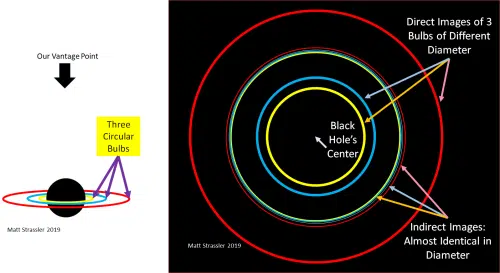 Our Vantage Point
Three
Circular
Bulbs
Matt Strassler 2019
Direct Images of 3
Bulbs of Different
Diameter
Black
Hole's
Center
Indirect Images:
Almost Identical in
Diameter
Matt Strassler 2019